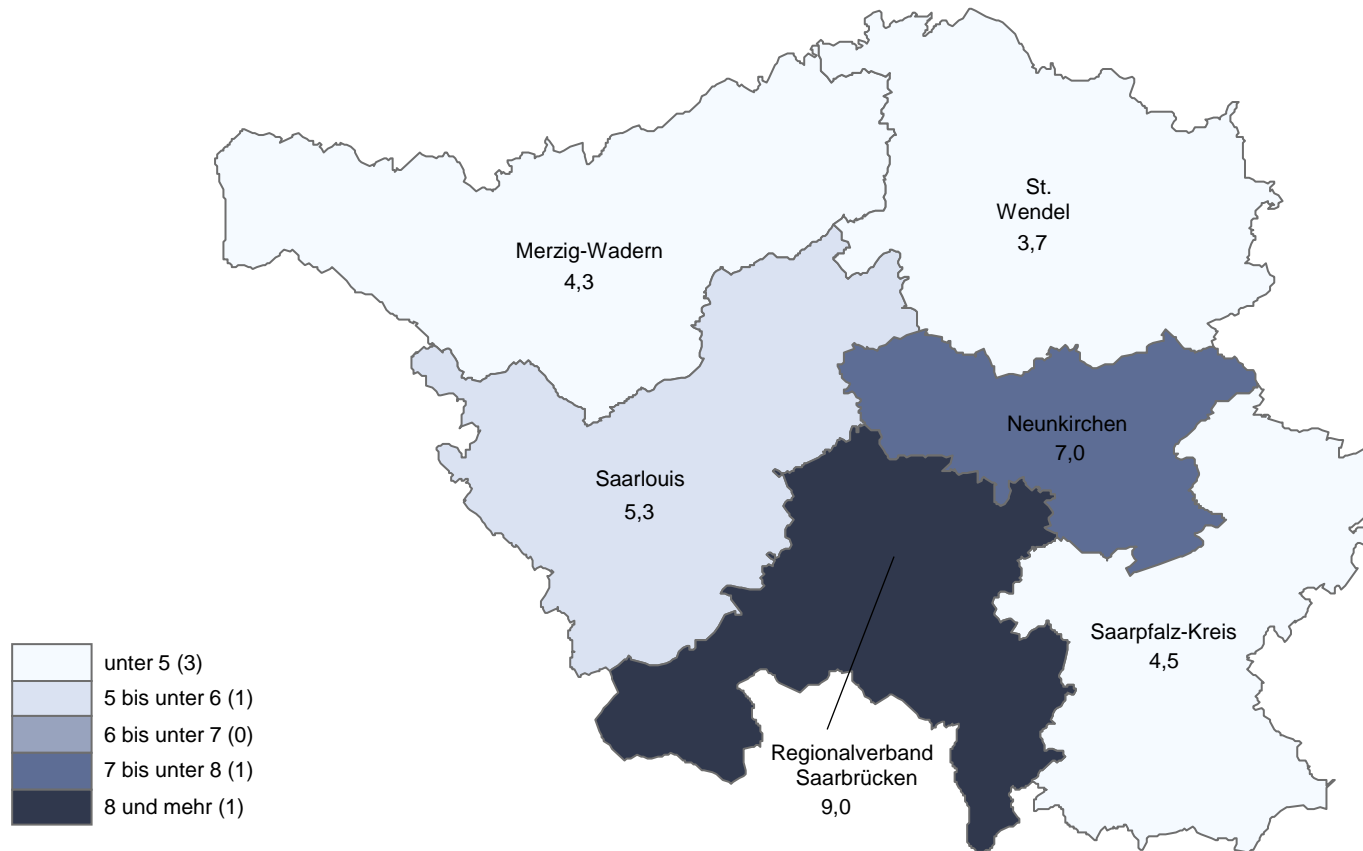 St.
Wendel
3,7
Merzig-Wadern
4,3
Neunkirchen
7,0
Saarlouis
5,3
Saarpfalz-Kreis
4,5
Regionalverband
Saarbrücken
9,0
unter 5 (3)
5 bis unter 6 (1)
6 bis unter 7 (0)
7 bis unter 8 (1)
8 und mehr (1)